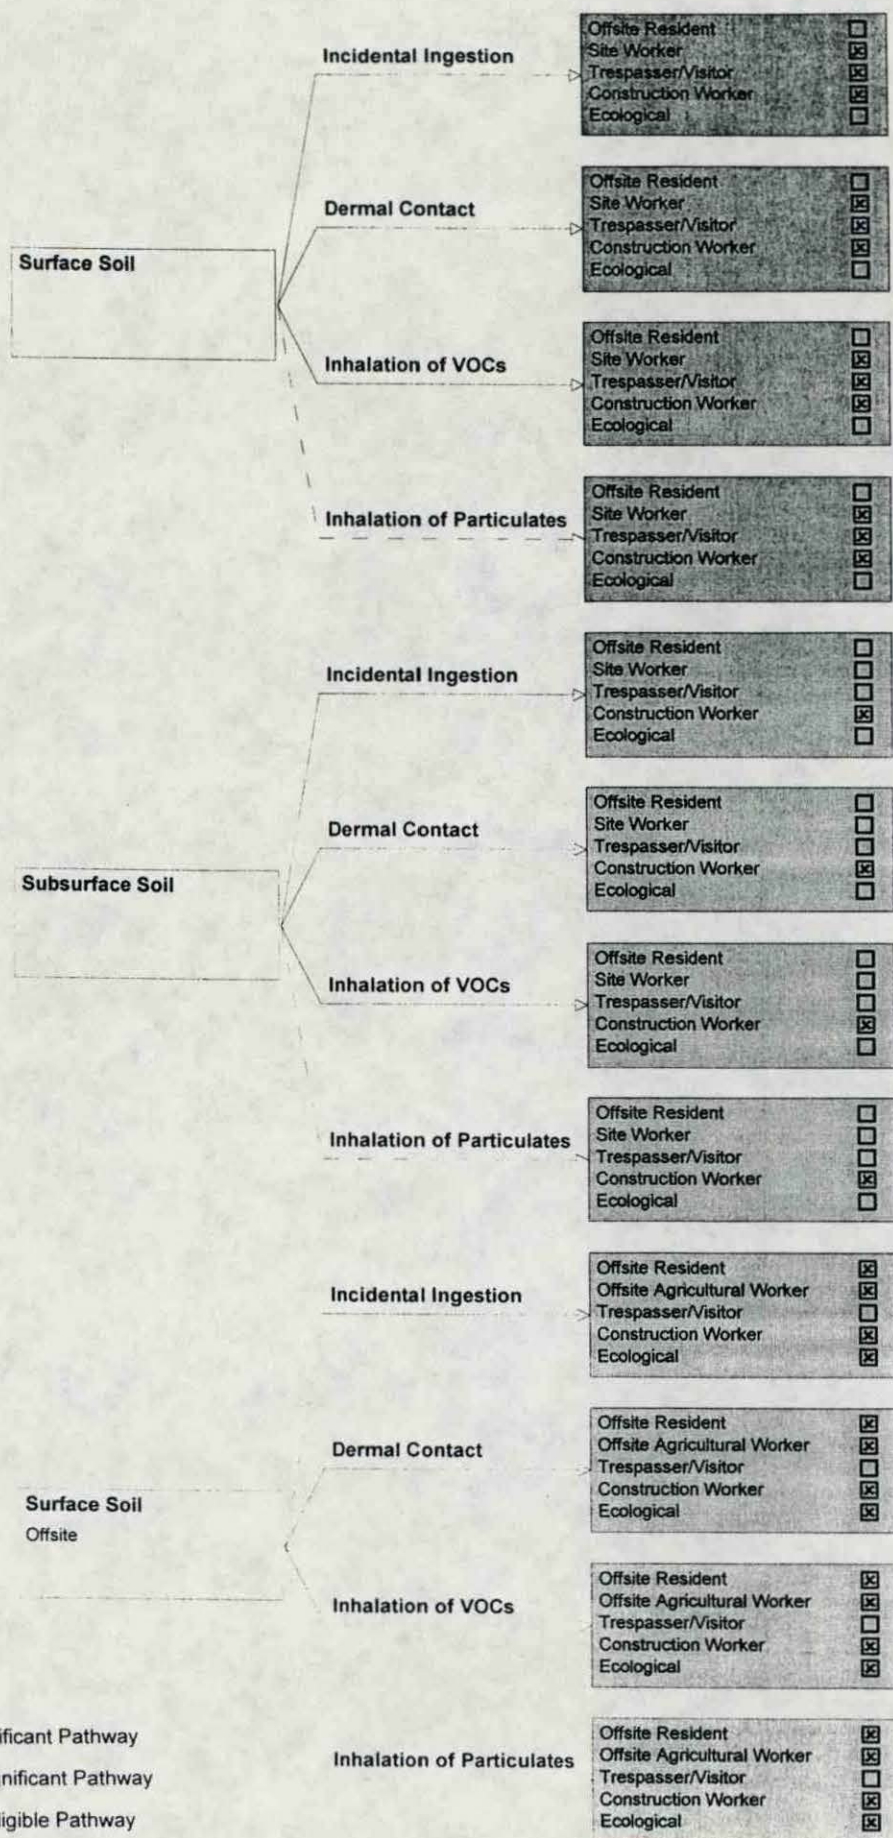 Incidental Ingestion
Offsite Resident ☐
Site Worker ☒
Trespasser/Visitor ☒
Construction Worker ☒
Ecological ☐
Dermal Contact
Offsite Resident ☐
Site Worker ☒
Trespasser/Visitor ☒
Construction Worker ☒
Ecological ☐
Surface Soil
Inhalation of VOCs
Offsite Resident ☐
Site Worker ☒
Trespasser/Visitor ☒
Construction Worker ☒
Ecological ☐
Inhalation of Particulates
Offsite Resident ☐
Site Worker ☒
Trespasser/Visitor ☒
Construction Worker ☒
Ecological ☐
Incidental Ingestion
Offsite Resident ☐
Site Worker ☐
Trespasser/Visitor ☐
Construction Worker ☒
Ecological ☐
Dermal Contact
Offsite Resident ☐
Site Worker ☐
Trespasser/Visitor ☐
Construction Worker ☒
Ecological ☐
Subsurface Soil
Inhalation of VOCs
Offsite Resident ☐
Site Worker ☐
Trespasser/Visitor ☐
Construction Worker ☒
Ecological ☐
Inhalation of Particulates
Offsite Resident ☐
Site Worker ☐
Trespasser/Visitor ☐
Construction Worker ☒
Ecological ☐
Incidental Ingestion
Offsite Resident ☒
Offsite Agricultural Worker ☒
Trespasser/Visitor ☐
Construction Worker ☒
Ecological ☒
Dermal Contact
Offsite Resident ☒
Offsite Agricultural Worker ☒
Trespasser/Visitor ☐
Construction Worker ☒
Ecological ☒
Surface Soil
Offsite
Inhalation of VOCs
Offsite Resident ☒
Offsite Agricultural Worker ☒
Trespasser/Visitor ☐
Construction Worker ☒
Ecological ☒
Inhalation of Particulates
Offsite Resident ☒
Offsite Agricultural Worker ☒
Trespasser/Visitor ☐
Construction Worker ☒
Ecological ☒
ificant Pathway
gnificant Pathway
ligible Pathway